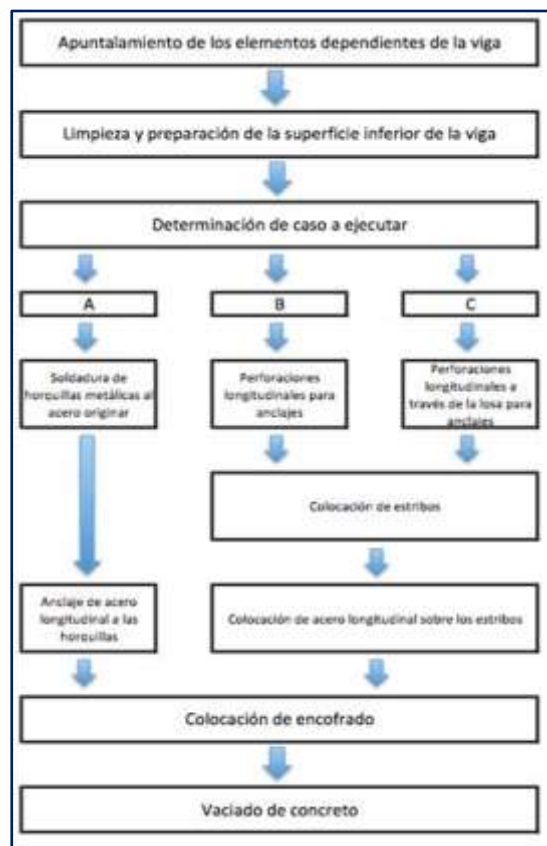 Apuntalamiento de los elementos dependientes de la viga
Limpieza y preparación de la superficie inferior de la viga
Determinación de caso a ejecutar
A
B
C
Soldadura de
horquillas metálicas al
acero originar
Perforaciones
longitudinales para
anclajes
Perforaciones
longitudinales a
través de la losa para
anclajes
Colocación de estribos
Anclaje de acero
longitudinal a las
horquillas
Colocación de acero longitudinal sobre los estribos
Colocación de encofrado
Vaciado de concreto